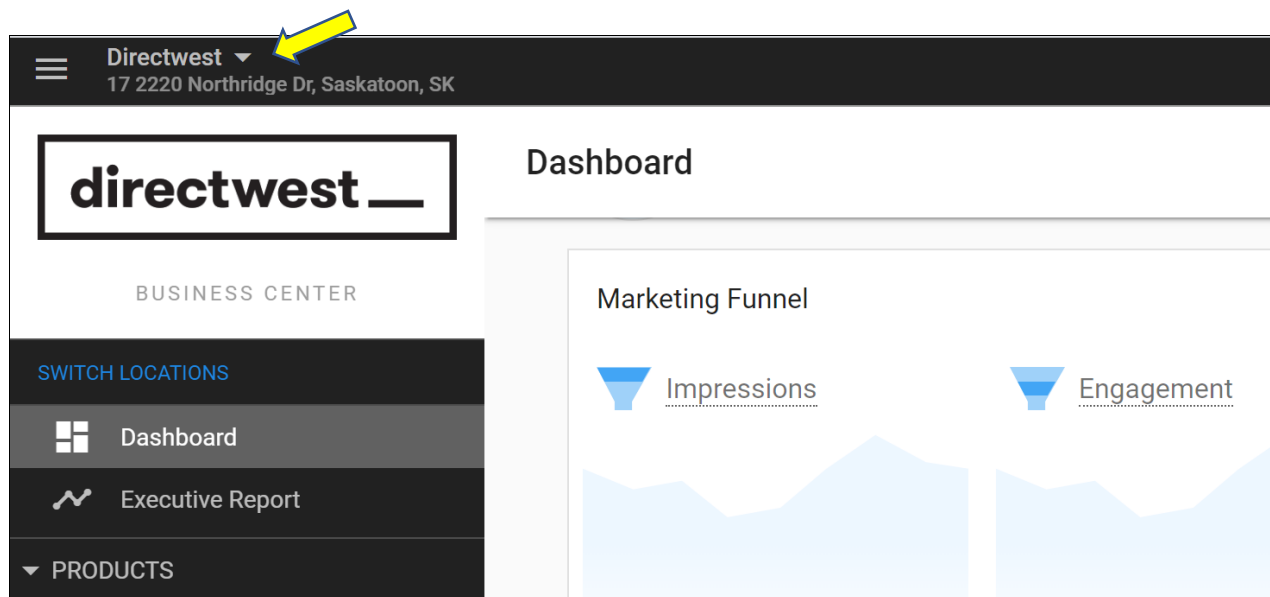 Directwest
17 2220 Northridge Dr, Saskatoon, SK
directwest__
BUSINESS CENTER
SWITCH LOCATIONS
Dashboard
Executive Report
PRODUCTS
Dashboard
Marketing Funnel
Impressions
Engagement